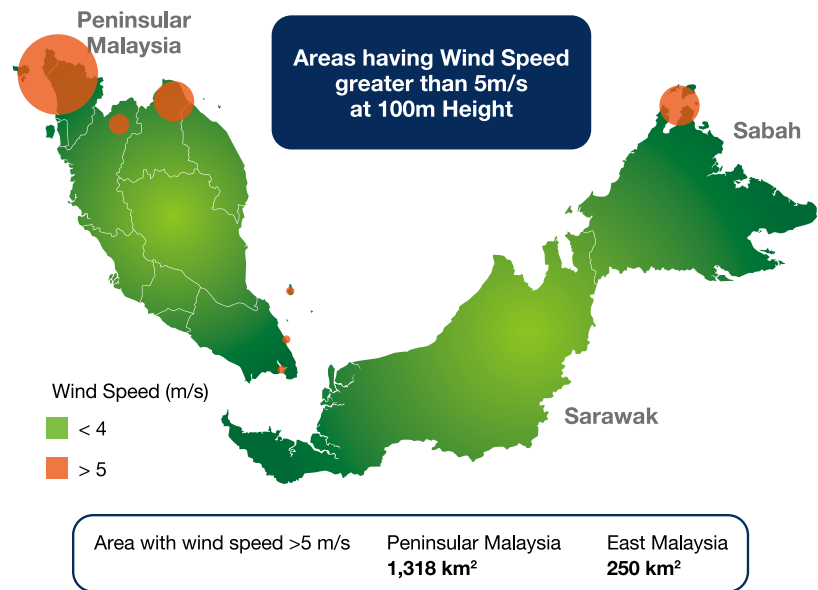 Peninsular
Malaysia
Areas having Wind Speed
greater than 5m/s
at 100m Height
Sabah
Sarawak
Wind Speed (m/s)
< 4
> 5
Area with wind speed >5 m/s
Peninsular Malaysia
1,318 km²
East Malaysia
250 km²